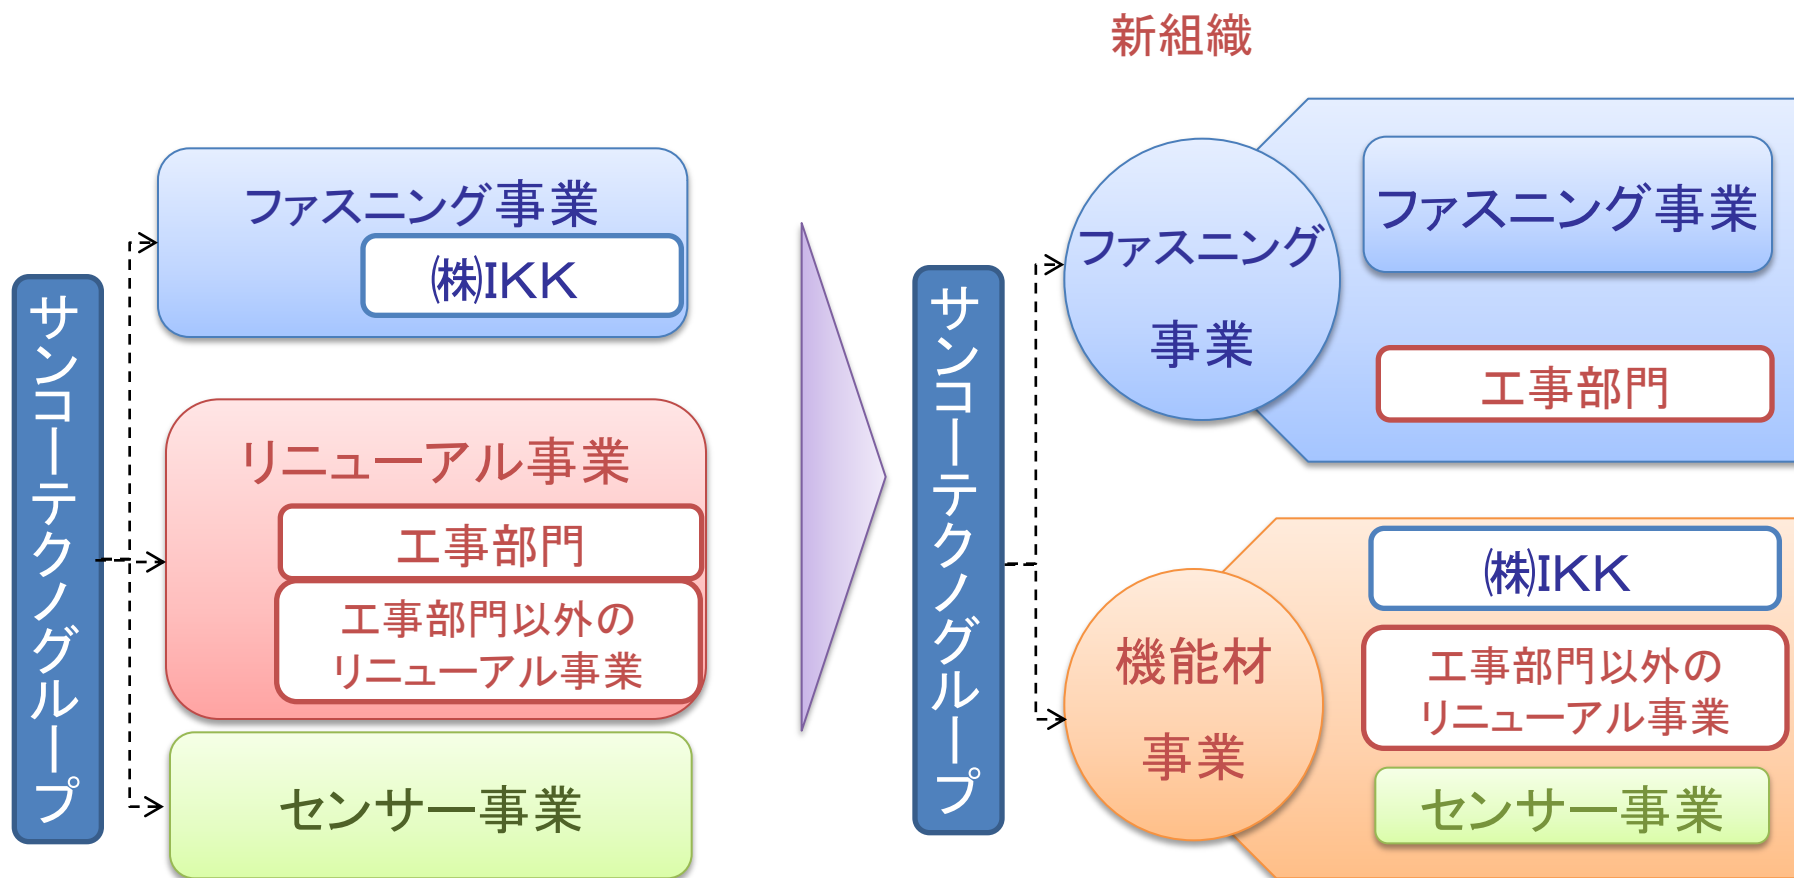 新組織
サンコーテクノグループ
ファスニング事業
㈱IKK
リニューアル事業
工事部門
工事部門以外の
リニューアル事業
センサー事業
サンコーテクノグループ
ファスニング
事業
ファスニング事業
工事部門
機能材
事業
㈱IKK
工事部門以外の
リニューアル事業
センサー事業